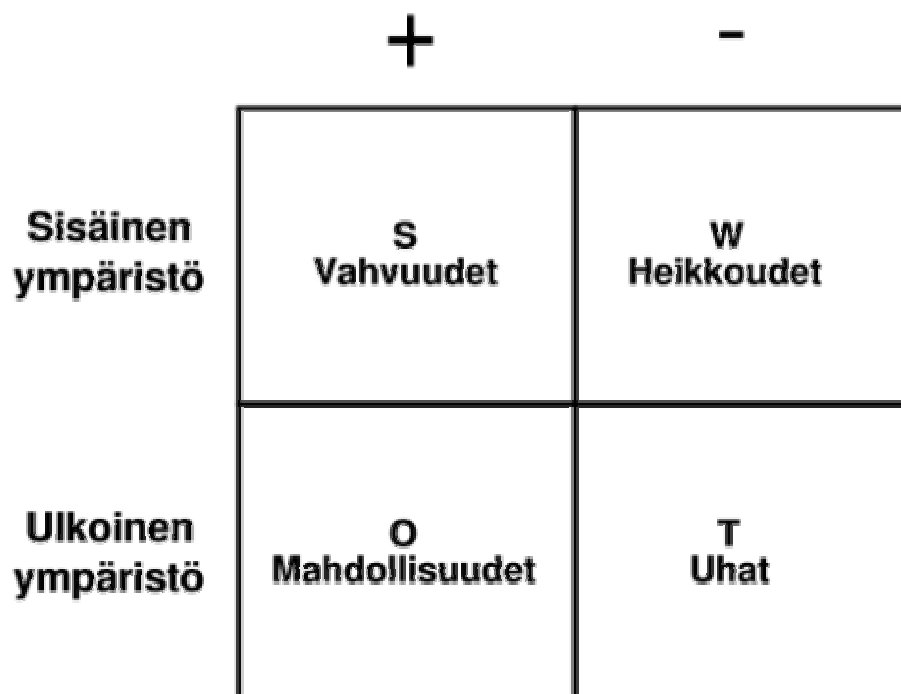 + -
Sisäinen
ympäristö
S
Vahvuudet
W
Heikkoudet
Ulkoinen
ympäristö
O
Mahdollisuudet
T
Uhat